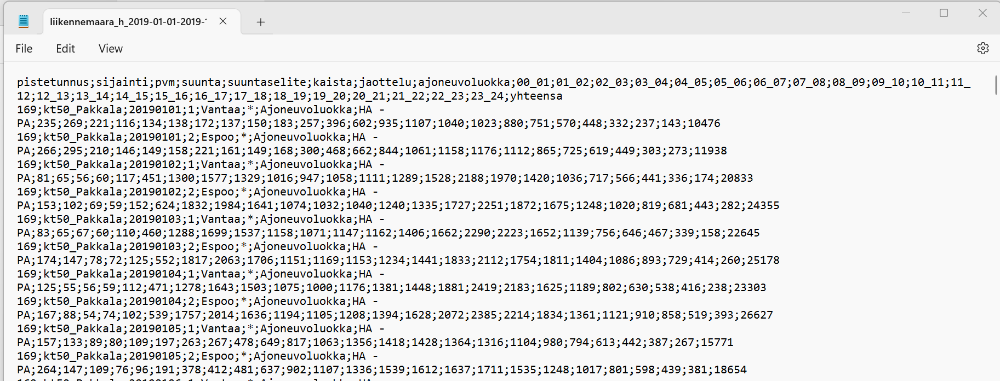 liikennemaara_h_2019-01-01-2019-
File
Edit
View
pistetunnus;sijainti;pvm;suunta;suuntaselite;kaista;jaottelu;ajoneuvoluokka;00_01;01_02;02_03;03_04;04_05;05_06;06_07;07_08;08_09;09_10;10_11;11_
12;12_13;13_14;14_15;15_16;16_17;17_18;18_19;19_20;20_21;21_22;22_23;23_24;yhteensa
169;kt50_Pakkala;20190101;1;Vantaa;*;Ajoneuvoluokka;HA -
PA;235;269;221;116;134;138;172;137;150;183;257;396;602;935;1107;1040;1023;880;751;570;448;332;237;143;10476
169;kt50_Pakkala;20190101;2;Espoo;*;Ajoneuvoluokka;HA -
PA;266;295;210;146;149;158;221;161;149;168;300;468;662;844;1061;1158;1176;1112;865;725;619;449;303;273;11938
169;kt50_Pakkala;20190102;1;Vantaa;*;Ajoneuvoluokka;HA -
PA;81;65;56;60;117;451;1300;1577;1329;1016;947;1058;1111;1289;1528;2188;1970;1420;1036;717;566;441;336;174;20833
169;kt50_Pakkala;20190102;2;Espoo;*;Ajoneuvoluokka;HA -
PA;153;102;69;59;152;624;1832;1984;1641;1074;1032;1040;1240;1335;1727;2251;1872;1675;1248;1020;819;681;443;282;24355
169;kt50_Pakkala;20190103;1;Vantaa;*;Ajoneuvoluokka;HA -
PA;83;65;67;60;110;460;1288;1699;1537;1158;1071;1147;1162;1406;1662;2290;2223;1652;1139;756;646;467;339;158;22645
169;kt50_Pakkala;20190103;2;Espoo;*;Ajoneuvoluokka;HA -
PA;174;147;78;72;125;552;1817;2063;1706;1151;1169;1153;1234;1441;1833;2112;1754;1811;1404;1086;893;729;414;260;25178
169;kt50_Pakkala;20190104;1;Vantaa;*;Ajoneuvoluokka;HA -
PA;125;55;56;59;112;471;1278;1643;1503;1075;1000;1176;1381;1448;1881;2419;2183;1625;1189;802;630;538;416;238;23303
169;kt50_Pakkala;20190104;2;Espoo;*;Ajoneuvoluokka;HA -
PA;167;88;54;74;102;539;1757;2014;1636;1194;1105;1208;1394;1628;2072;2385;2214;1834;1361;1121;910;858;519;393;26627
169;kt50_Pakkala;20190105;1;Vantaa;*;Ajoneuvoluokka;HA -
PA;157;133;89;80;109;197;263;267;478;649;817;1063;1356;1418;1428;1364;1316;1104;980;794;613;442;387;267;15771
169;kt50_Pakkala;20190105;2;Espoo;*;Ajoneuvoluokka;HA -
PA;264;147;109;76;96;191;378;412;481;637;902;1107;1336;1539;1612;1637;1711;1535;1248;1017;801;598;439;381;18654